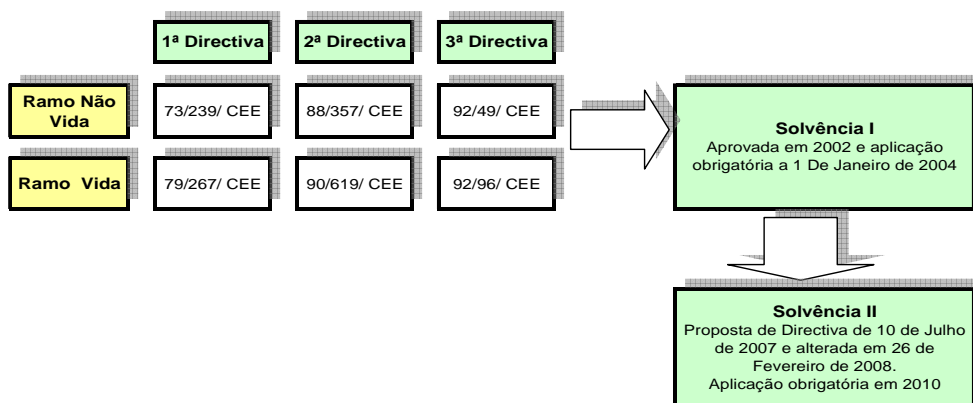 1ª Directiva
2ª Directiva
3ª Directiva
Ramo Não
Vida
73/239/ CEE
88/357/ CEE
92/49/ CEE
Ramo Vida
79/267/ CEE
90/619/ CEE
92/96/ CEE
Solvência I
Aprovada em 2002 e aplicação
obrigatória a 1 De Janeiro de 2004
Solvência II
Proposta de Directiva de 10 de Julho
de 2007 e alterada em 26 de
Fevereiro de 2008.
Aplicação obrigatória em 2010